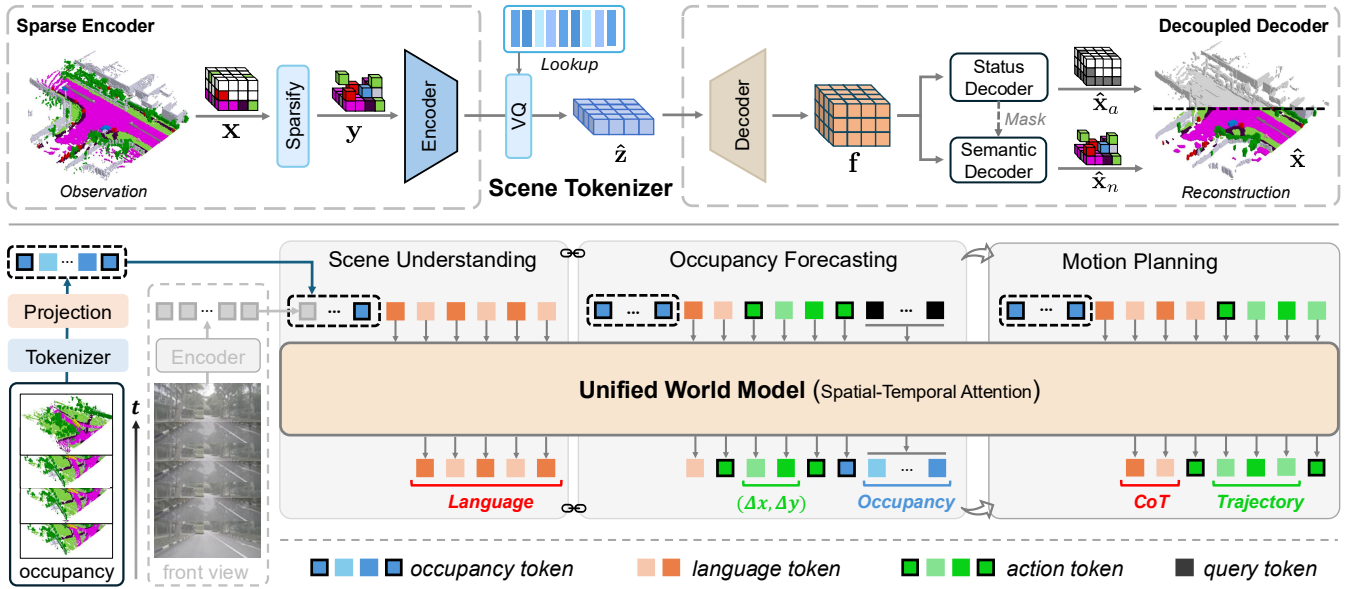 Sparse Encoder
Decoupled Decoder
Lookup
x
Sparsify
y
Encoder
VQ
ẑ
Decoder
f
Status Decoder
Mask
Semantic Decoder
x̂ₐ
x̂ₙ
x̂
Observation
Scene Tokenizer
Reconstruction
...
Projection
Tokenizer
t
occupancy
...
Encoder
front view
Scene Understanding
Occupancy Forecasting
Motion Planning
...
...
...
...
Unified World Model (Spatial-Temporal Attention)
...
Language
(Δx, Δy)
Occupancy
CoT
Trajectory
occupancy token
language token
action token
query token